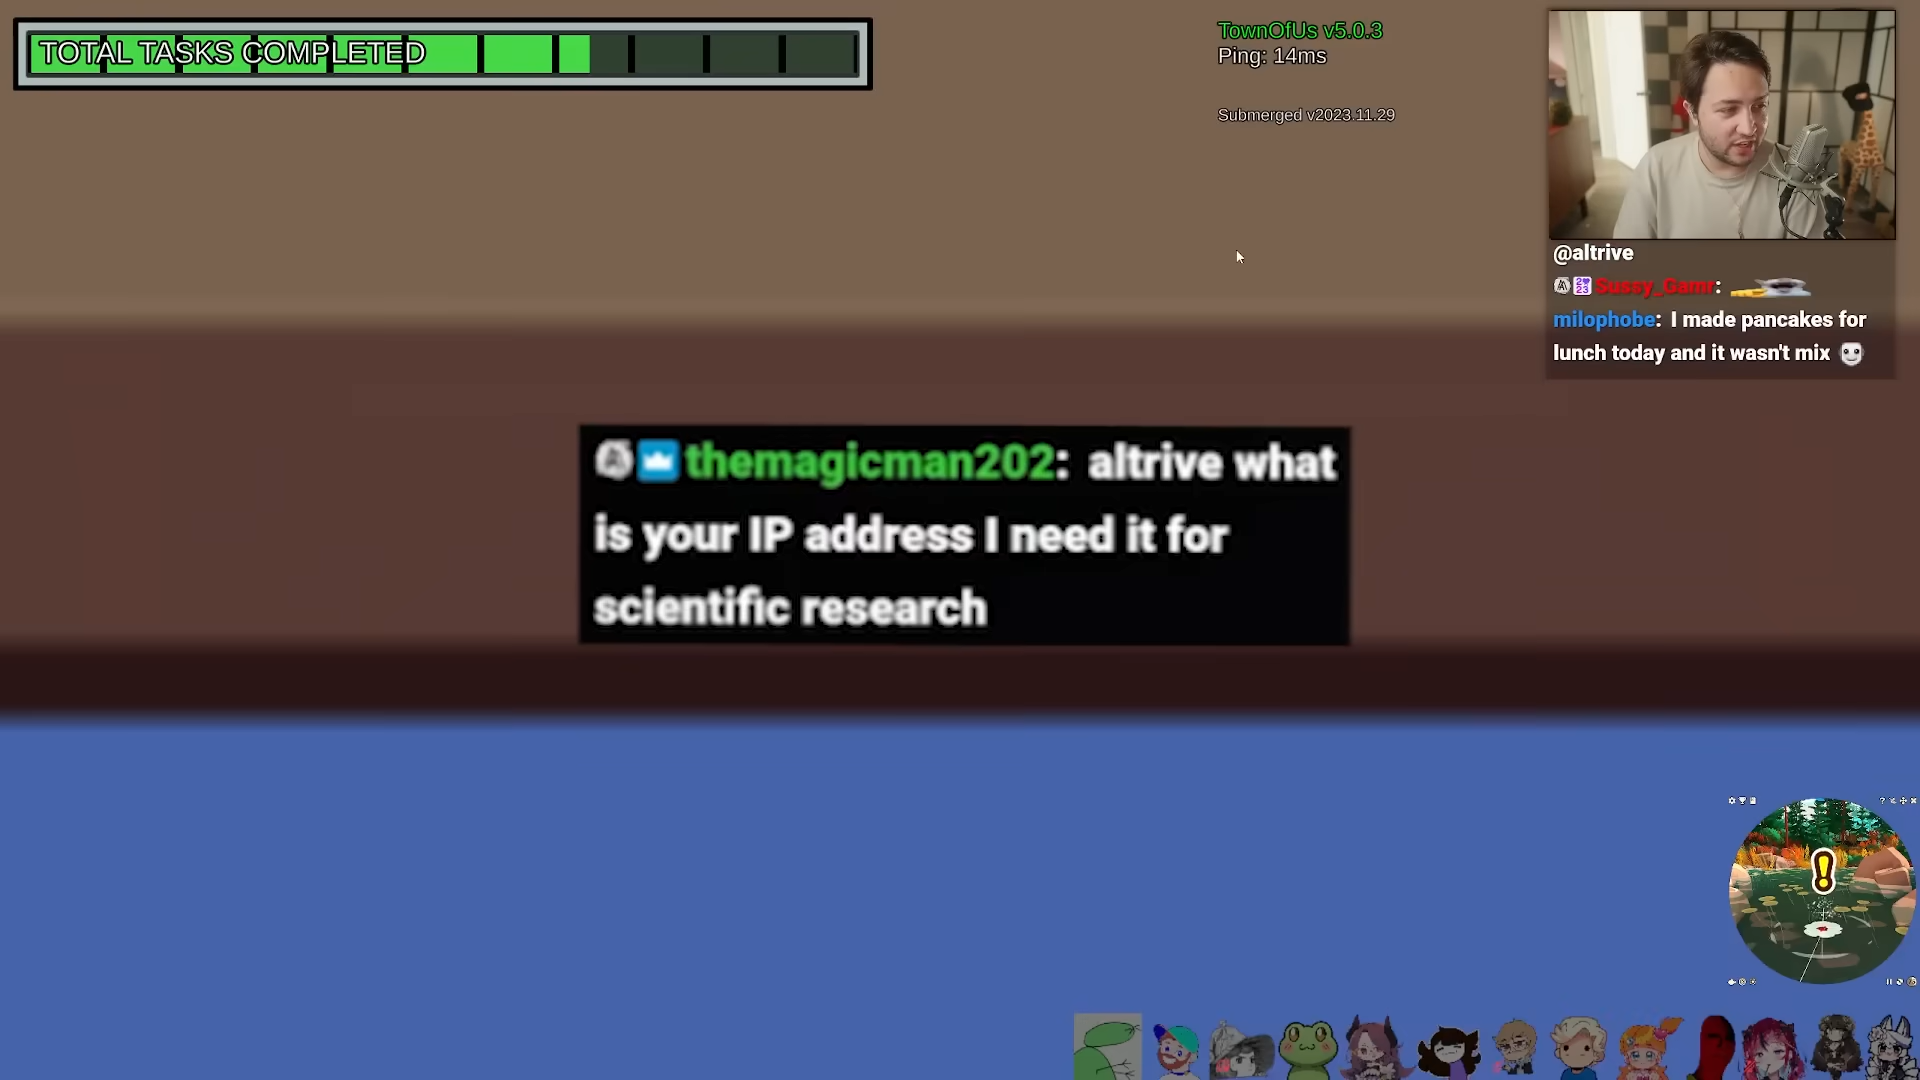 TOTAL TASKS COMPLETED
TownOfUs v5.0.3
Ping: 14ms
Submerged v2023.11.29
@altrive
Sussy_Gamr:
milophobe: I made pancakes for
lunch today and it wasn't mix
themagicman202: altrive what
is your IP address I need it for
scientific research